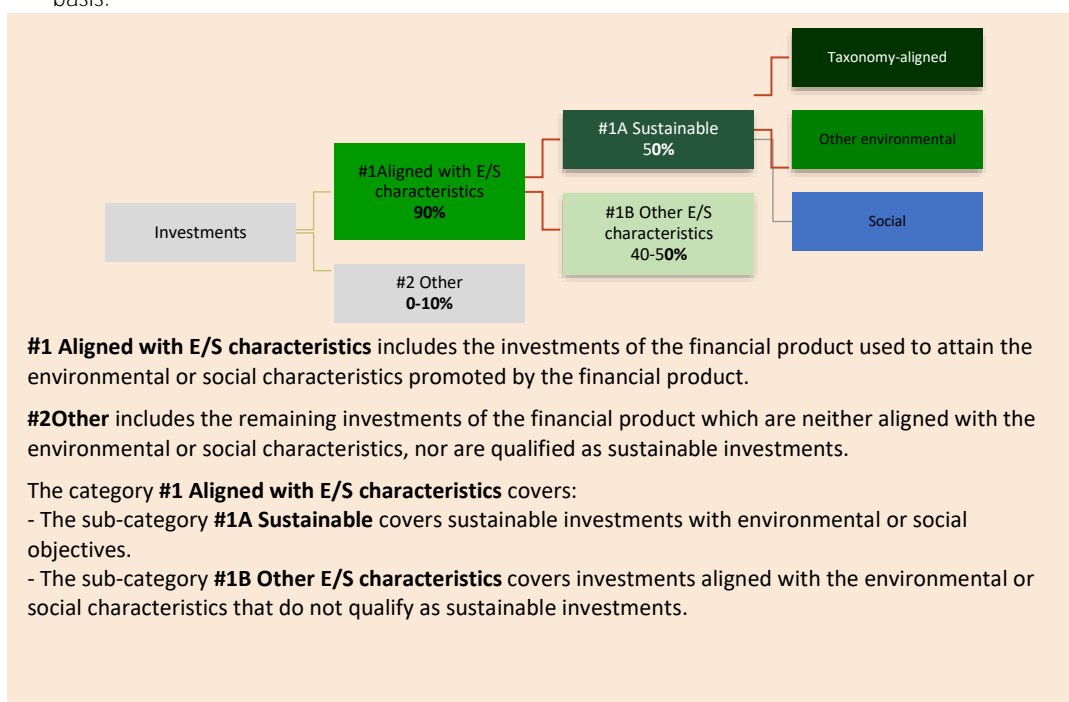 basis.
Taxonomy-aligned
#1A Sustainable
50%
Other environmental
#1Aligned with E/S
characteristics
90%
#1B Other E/S
characteristics
40-50%
Social
Investments
#2 Other
0-10%
#1 Aligned with E/S characteristics includes the investments of the financial product used to attain the
environmental or social characteristics promoted by the financial product.
#2Other includes the remaining investments of the financial product which are neither aligned with the
environmental or social characteristics, nor are qualified as sustainable investments.
The category #1 Aligned with E/S characteristics covers:
- The sub-category #1A Sustainable covers sustainable investments with environmental or social
objectives.
- The sub-category #1B Other E/S characteristics covers investments aligned with the environmental or
social characteristics that do not qualify as sustainable investments.